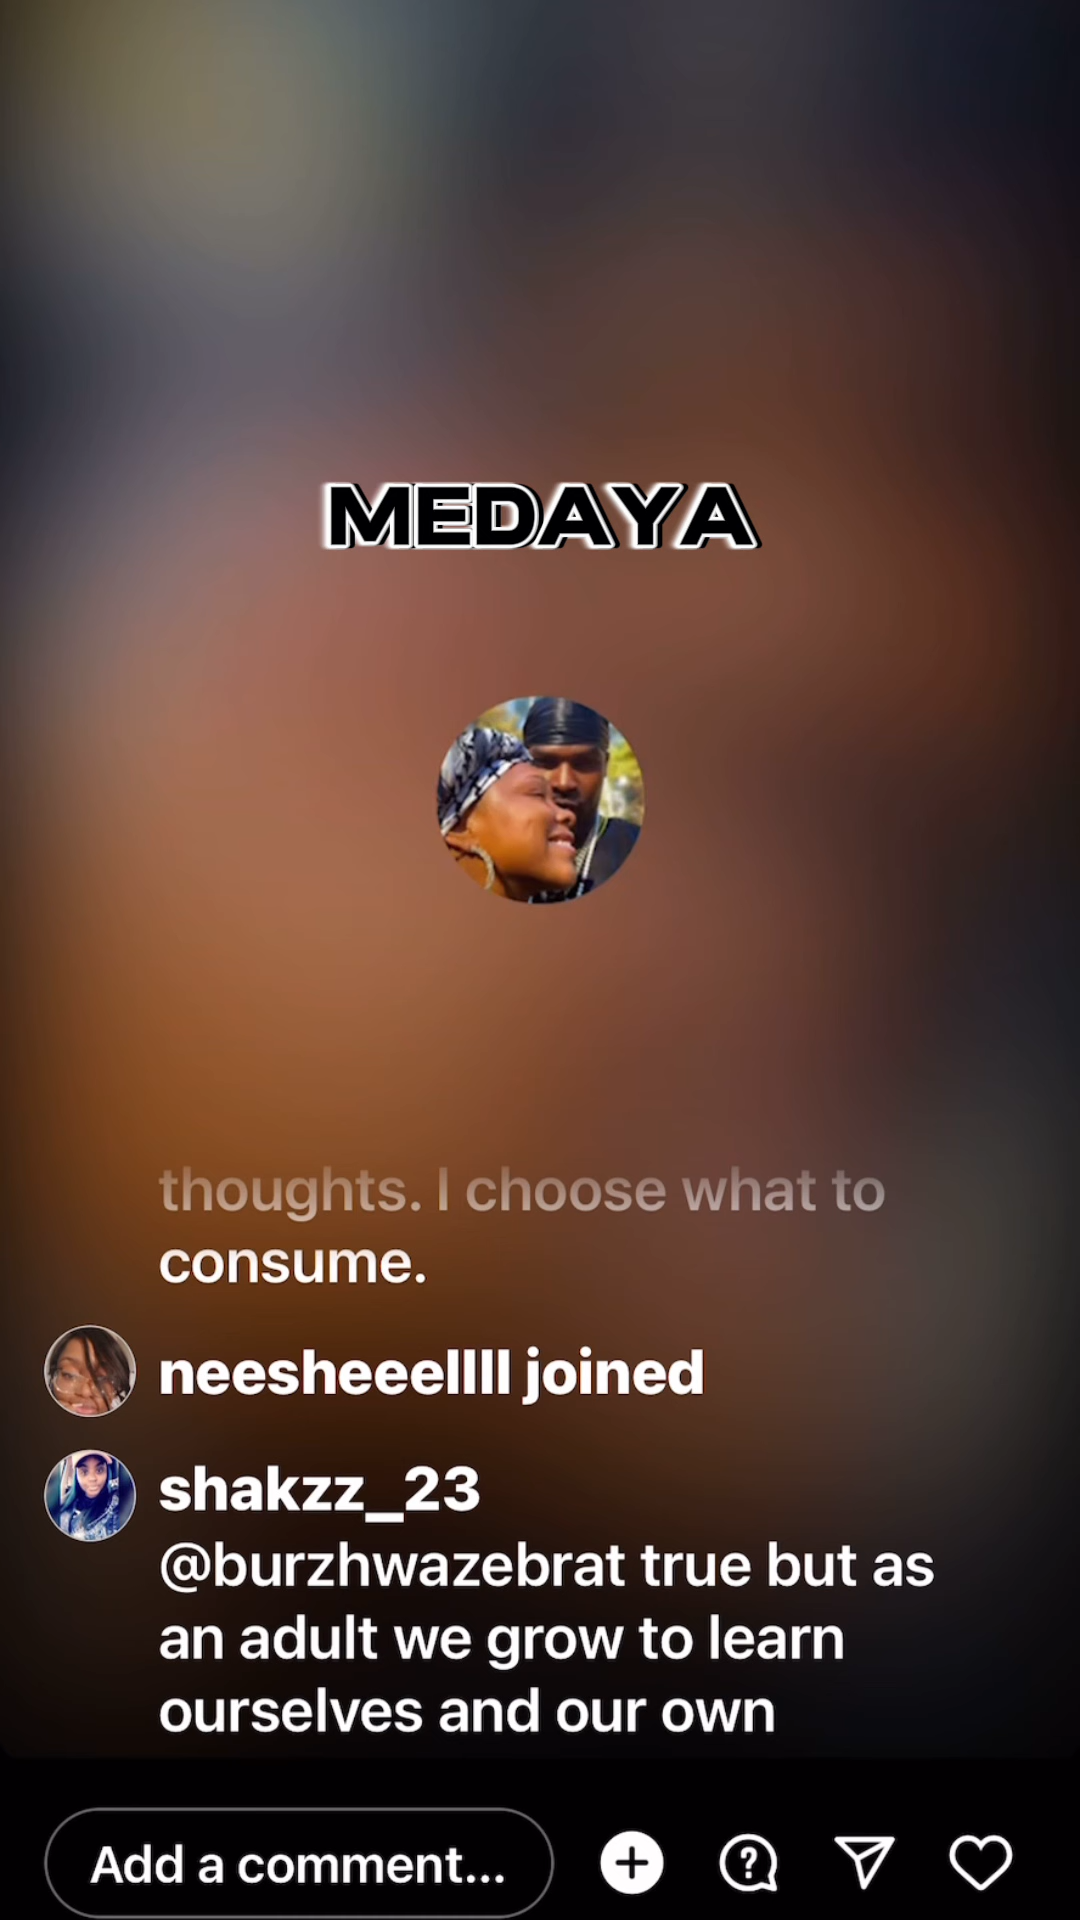 MEDAYA
thoughts. I choose what to
consume.
neesheeellll joined
shakzz_23
@burzhwazebrat true but as
an adult we grow to learn
ourselves and our own
Add a comment...